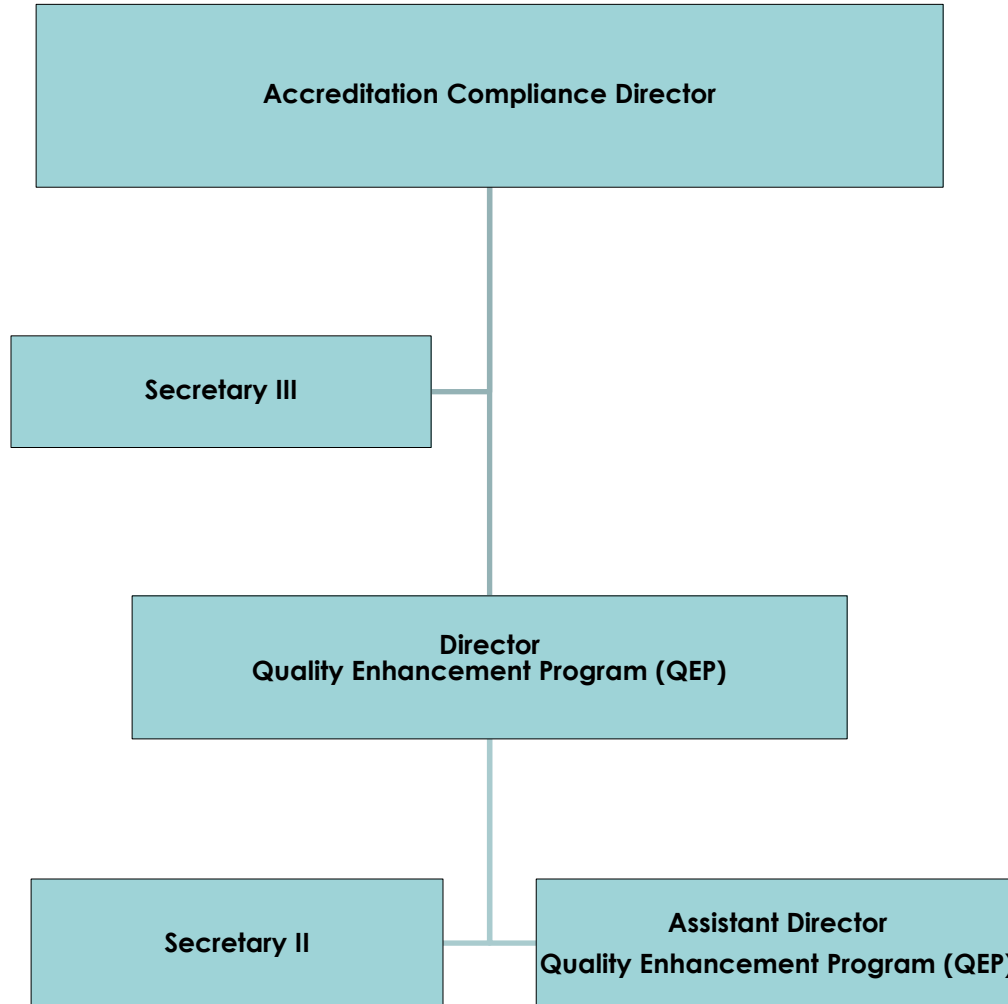 Accreditation Compliance Director
Secretary III
Director
Quality Enhancement Program (QEP)
Secretary II
Assistant Director
Quality Enhancement Program (QEP)